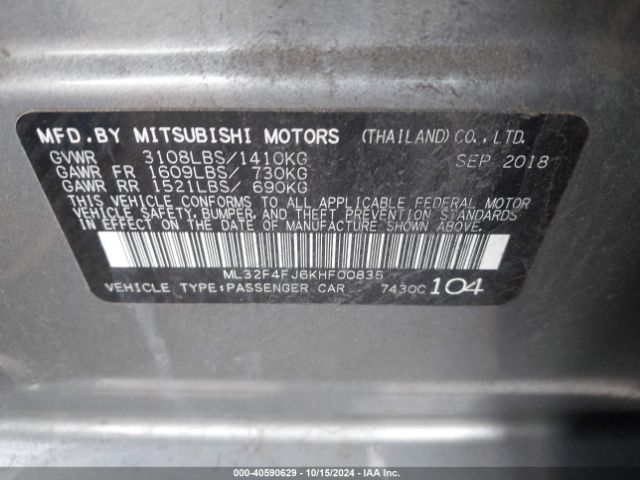 MFD.BY MITSUBISHI MOTORS (THAILAND)CO.,LTD.
GVWR 3108LBS/1410KG SEP 2018
GAWR FR 1609LBS/ 730KG
GAWR RR 1521LBS/ 690KG
THIS VEHICLE CONFORMS TO ALL APPLICABLE FEDERAL MOTOR
VEHICLE SAFETY, BUMPER, AND THEFT PREVENTION STANDARDS
IN EFFECT ON THE DATE OF MANUFACTURE SHOWN ABOVE.
ML32F4FJ6KHF00835
VEHICLE TYPE:PASSENGER CAR 7430C 104
000-40590629 - 10/15/2024 - IAA Inc.